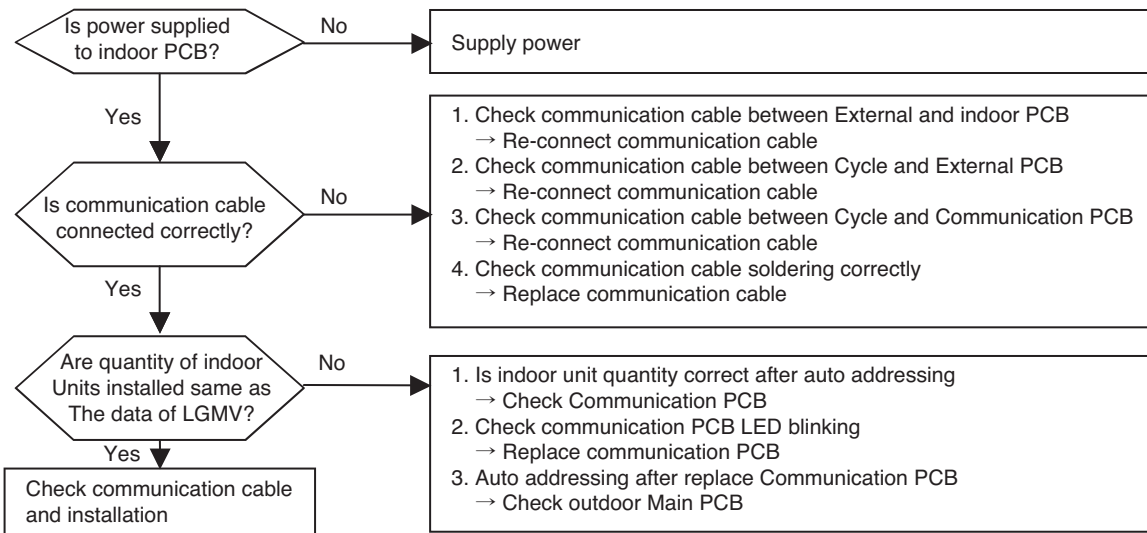 Is power supplied
to indoor PCB?
No
Supply power
Yes
Is communication cable
connected correctly?
No
1. Check communication cable between External and indoor PCB
→ Re-connect communication cable
2. Check communication cable between Cycle and External PCB
→ Re-connect communication cable
3. Check communication cable between Cycle and Communication PCB
→ Re-connect communication cable
4. Check communication cable soldering correctly
→ Replace communication cable
Yes
Are quantity of indoor
Units installed same as
The data of LGMV?
No
1. Is indoor unit quantity correct after auto addressing
→ Check Communication PCB
2. Check communication PCB LED blinking
→ Replace communication PCB
3. Auto addressing after replace Communication PCB
→ Check outdoor Main PCB
Yes
Check communication cable
and installation